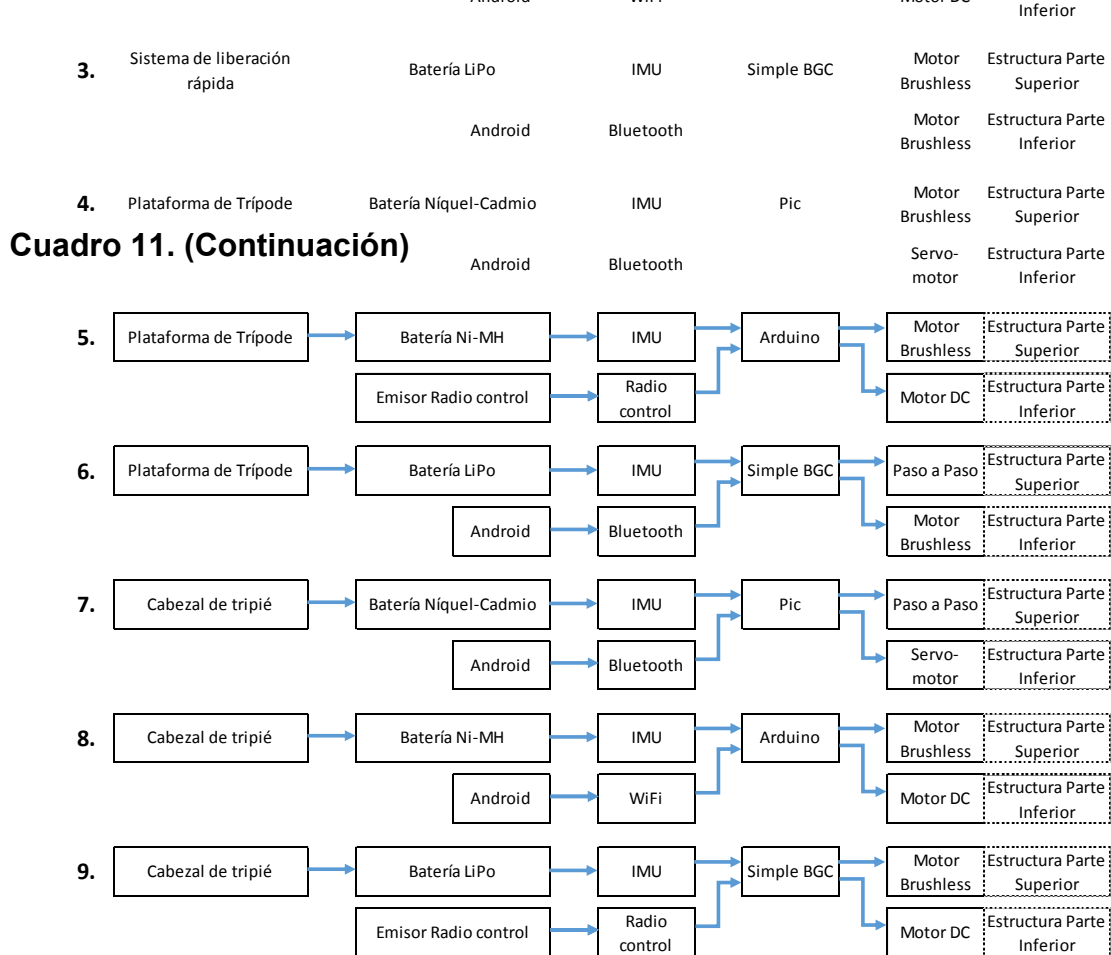 Android WiFi Motor DC
Inferior
3. Sistema de liberación rápida Batería LiPo IMU Simple BGC Motor Brushless Estructura Parte Superior
Android Bluetooth Motor Brushless Estructura Parte Inferior
4. Plataforma de Trípode Batería Níquel-Cadmio IMU Pic Motor Brushless Estructura Parte Superior
Cuadro 11. (Continuación)
Android Bluetooth Servo-motor Estructura Parte Inferior
5. Plataforma de Trípode Batería Ni-MH IMU Arduino Motor Brushless Estructura Parte Superior
Emisor Radio control Radio control Motor DC Estructura Parte Inferior
6. Plataforma de Trípode Batería LiPo IMU Simple BGC Paso a Paso Estructura Parte Superior
Android Bluetooth Motor Brushless Estructura Parte Inferior
7. Cabezal de tripié Batería Níquel-Cadmio IMU Pic Paso a Paso Estructura Parte Superior
Android Bluetooth Servo-motor Estructura Parte Inferior
8. Cabezal de tripié Batería Ni-MH IMU Arduino Motor Brushless Estructura Parte Superior
Android WiFi Motor DC Estructura Parte Inferior
9. Cabezal de tripié Batería LiPo IMU Simple BGC Motor Brushless Estructura Parte Superior
Emisor Radio control Radio control Motor DC Estructura Parte Inferior